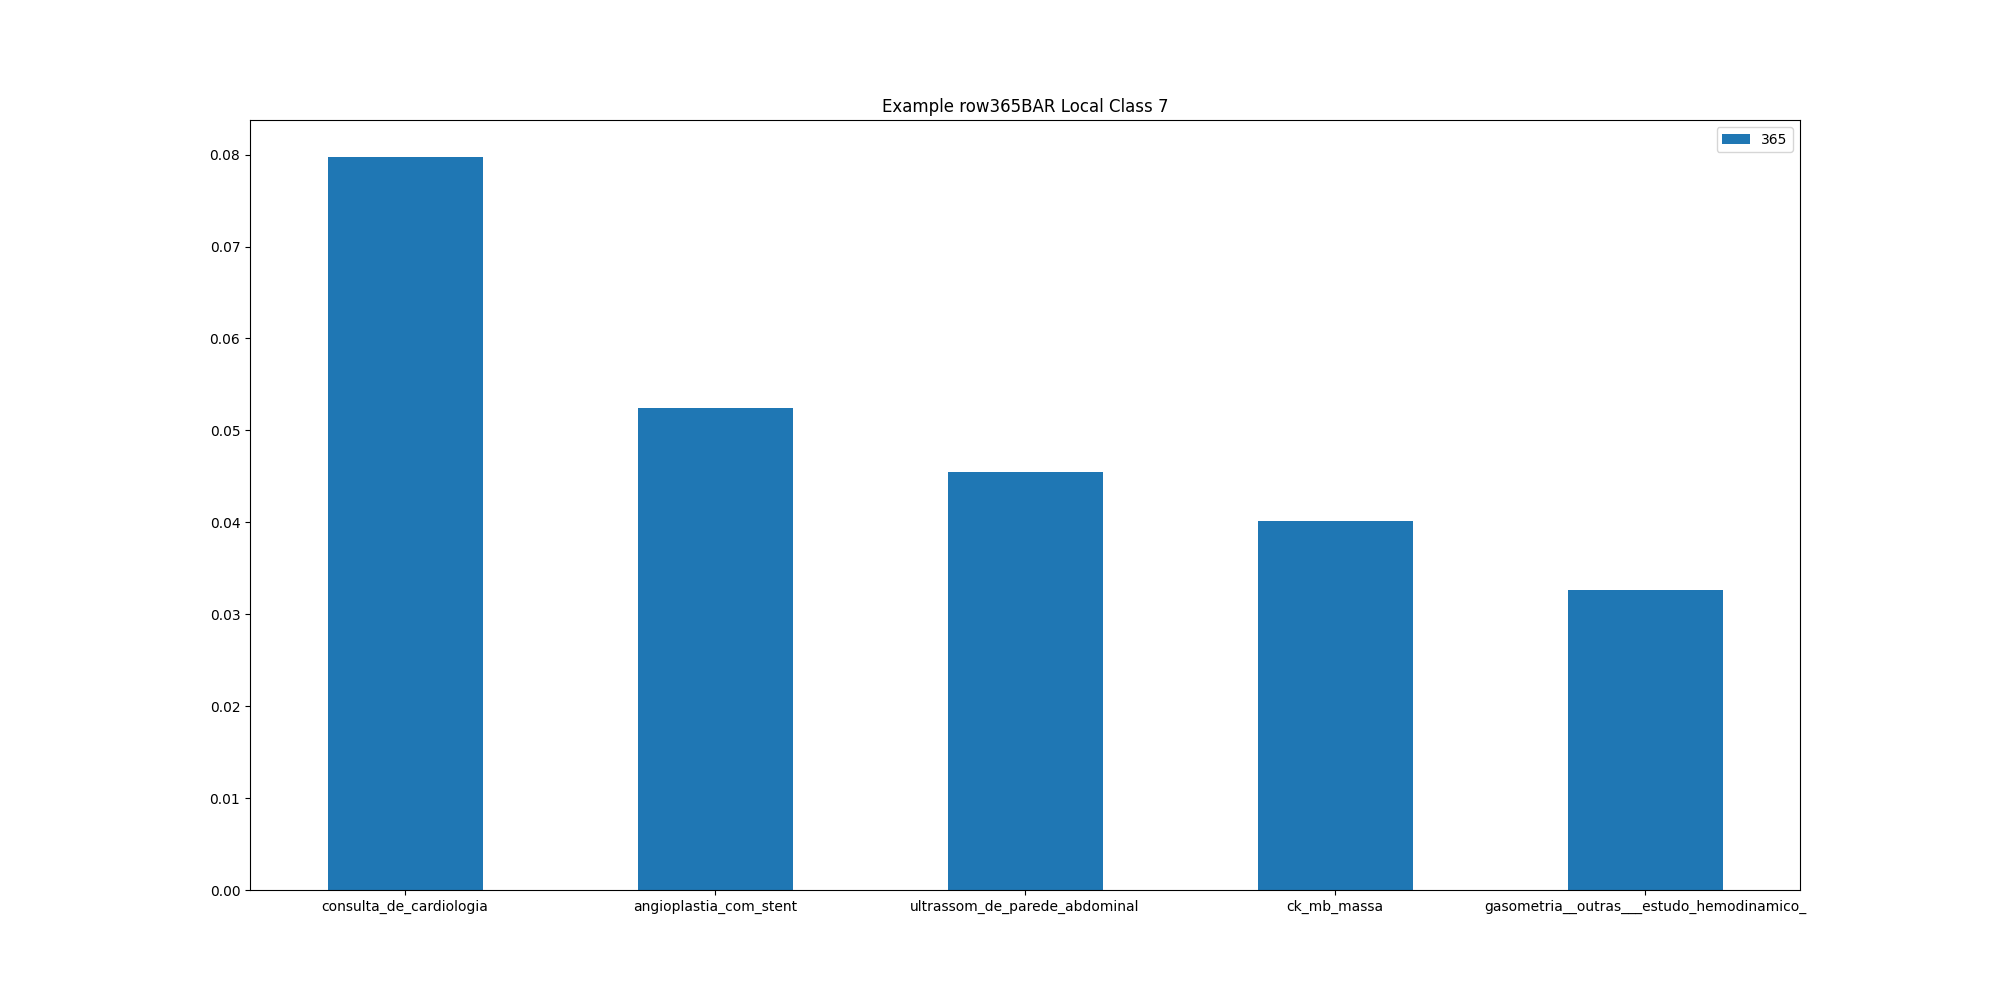 Example row365BAR Local Class 7
365
0.08
0.07
0.06
0.05
0.04
0.03
0.02
0.01
0.00
consulta_de_cardiologia
angioplastia_com_stent
ultrassom_de_parede_abdominal
ck_mb_massa
gasometria__outras___estudo_hemodinamico_